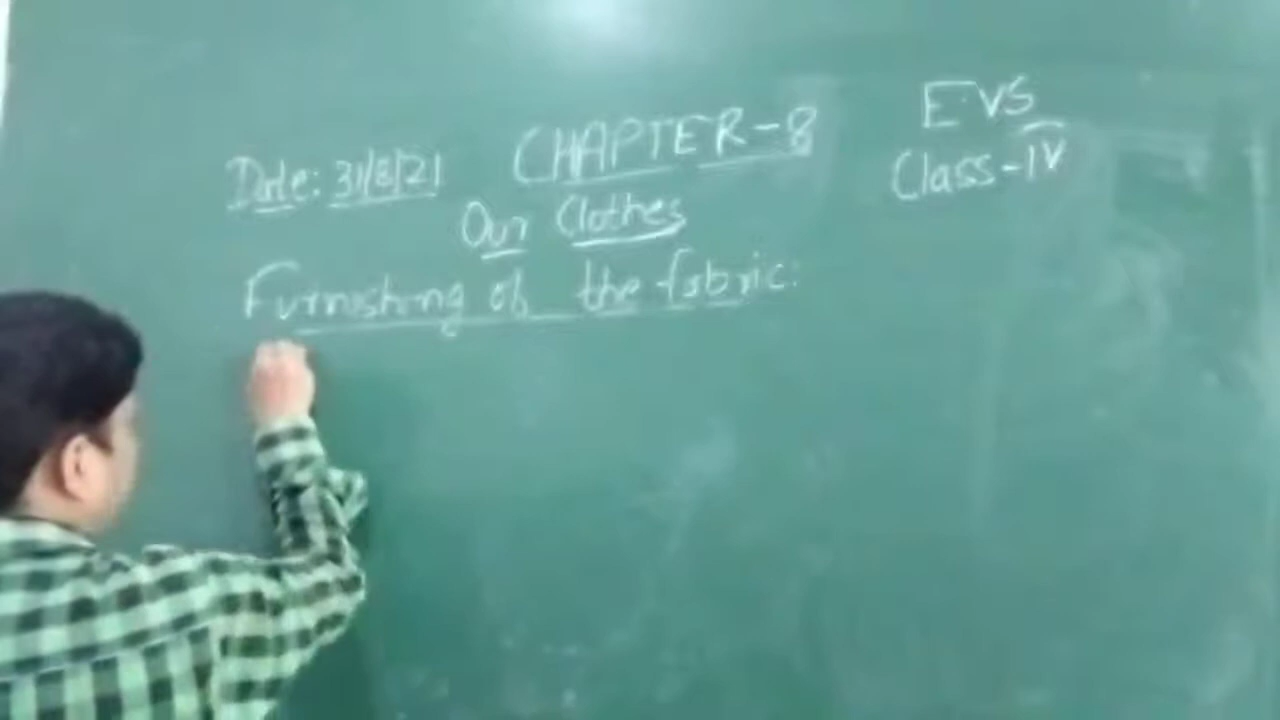 E.VS
Date: 31/8/21 CHAPTER-8 Class-IV
Our Clothes
Furnishing of the fabric: